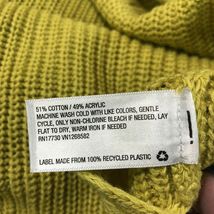 51% COTTON / 49% ACRYLIC
MACHINE WASH COLD WITH LIKE COLORS, GENTLE
CYCLE, ONLY NON-CHLORINE BLEACH IF NEEDED, LAY
FLAT TO DRY, WARM IRON IF NEEDED
RN17730 VN1268582
LABEL MADE FROM 100% RECYCLED PLASTIC